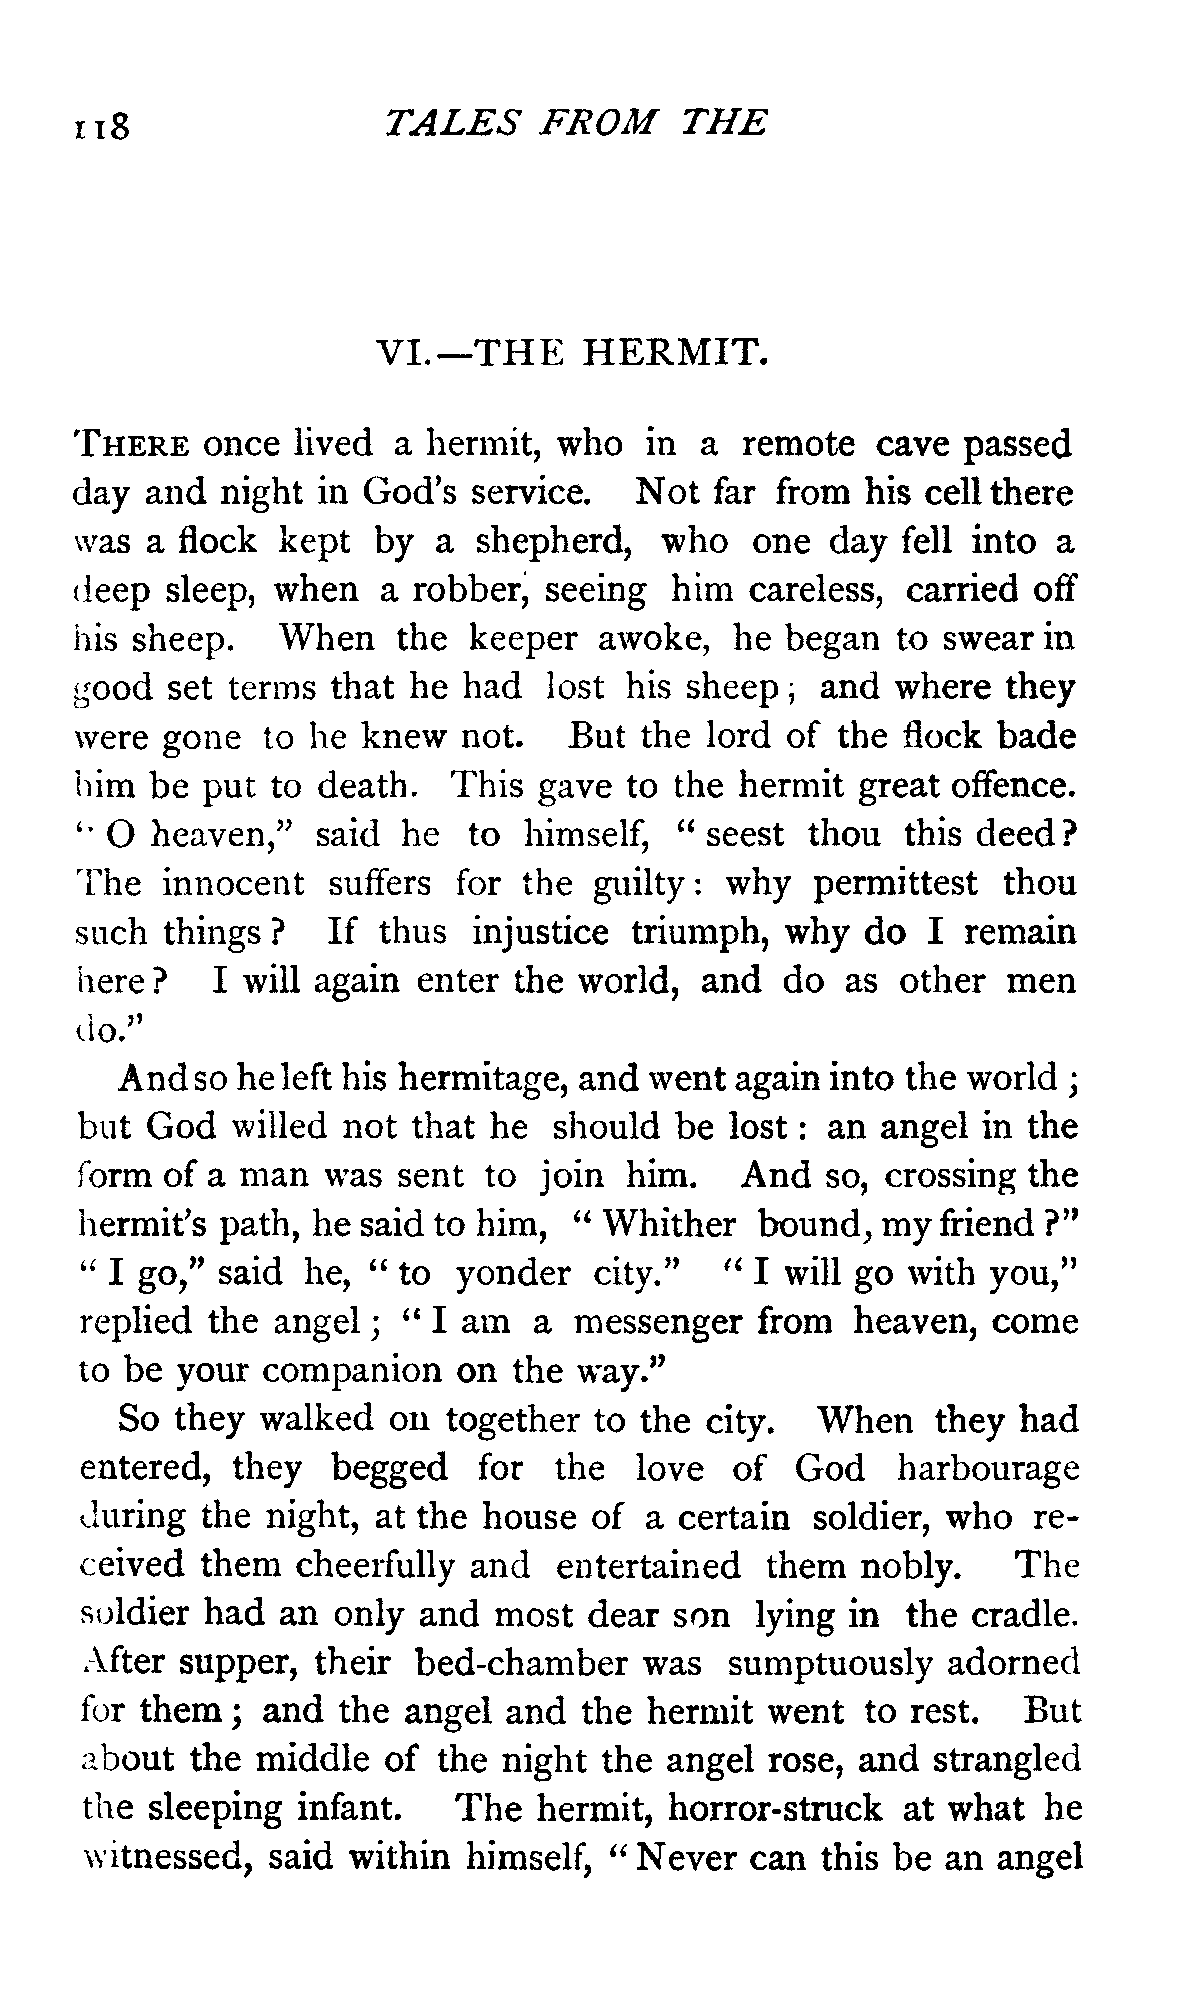 118 TALES FROM THE
VI.—THE HERMIT.
THERE once lived a hermit, who in a remote cave passed
day and night in God's service. Not far from his cell there
was a flock kept by a shepherd, who one day fell into a
deep sleep, when a robber, seeing him careless, carried off
his sheep. When the keeper awoke, he began to swear in
good set terms that he had lost his sheep; and where they
were gone to he knew not. But the lord of the flock bade
him be put to death. This gave to the hermit great offence.
“O heaven,” said he to himself, “seest thou this deed?
The innocent suffers for the guilty: why permittest thou
such things? If thus injustice triumph, why do I remain
here? I will again enter the world, and do as other men
do.”
And so he left his hermitage, and went again into the world;
but God willed not that he should be lost: an angel in the
form of a man was sent to join him. And so, crossing the
hermit's path, he said to him, “Whither bound, my friend?”
“I go,” said he, “to yonder city.” “I will go with you,”
replied the angel; “I am a messenger from heaven, come
to be your companion on the way.”
So they walked on together to the city. When they had
entered, they begged for the love of God harbourage
during the night, at the house of a certain soldier, who re-
ceived them cheerfully and entertained them nobly. The
soldier had an only and most dear son lying in the cradle.
After supper, their bed-chamber was sumptuously adorned
for them; and the angel and the hermit went to rest. But
about the middle of the night the angel rose, and strangled
the sleeping infant. The hermit, horror-struck at what he
witnessed, said within himself, “Never can this be an angel